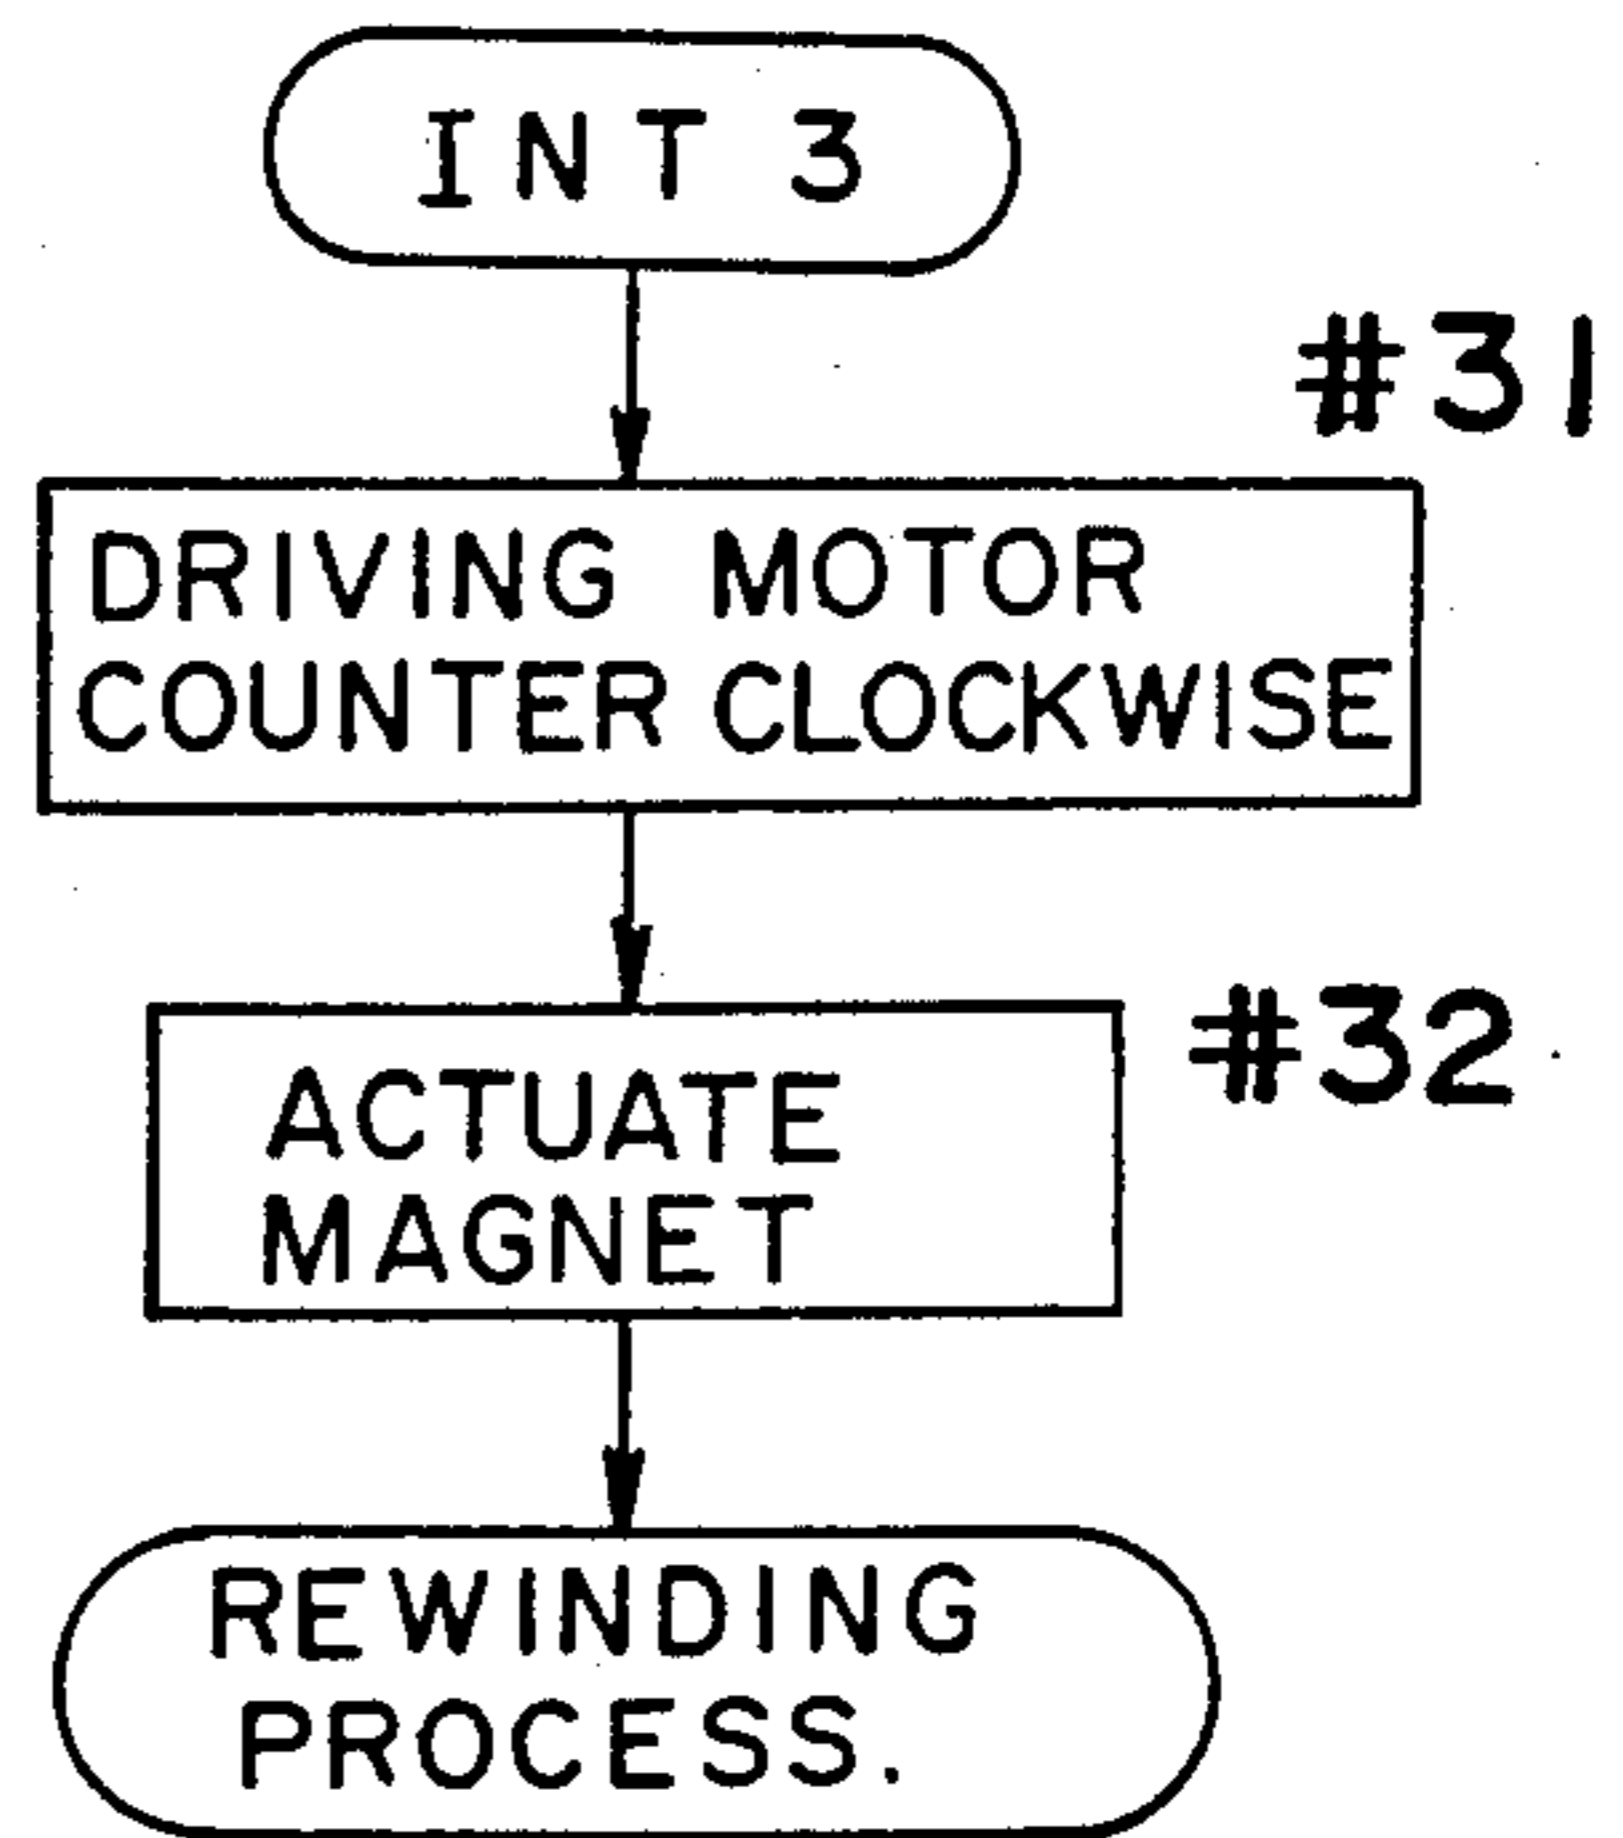 INT 3
#31
DRIVING MOTOR
COUNTER CLOCKWISE
#32
ACTUATE
MAGNET
REWINDING
PROCESS.